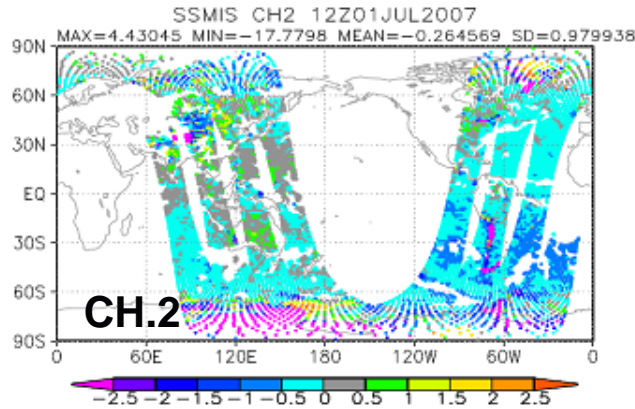 SSMIS CH2 12Z01JUL2007
MAX=4.43045 MIN=−17.7798 MEAN=−0.264569 SD=0.979938
90N
60N
30N
EQ
30S
60S
90S
CH.2
0 60E 120E 180 120W 60W 0
−2.5 −2 −1.5 −1 −0.5 0 0.5 1 1.5 2 2.5